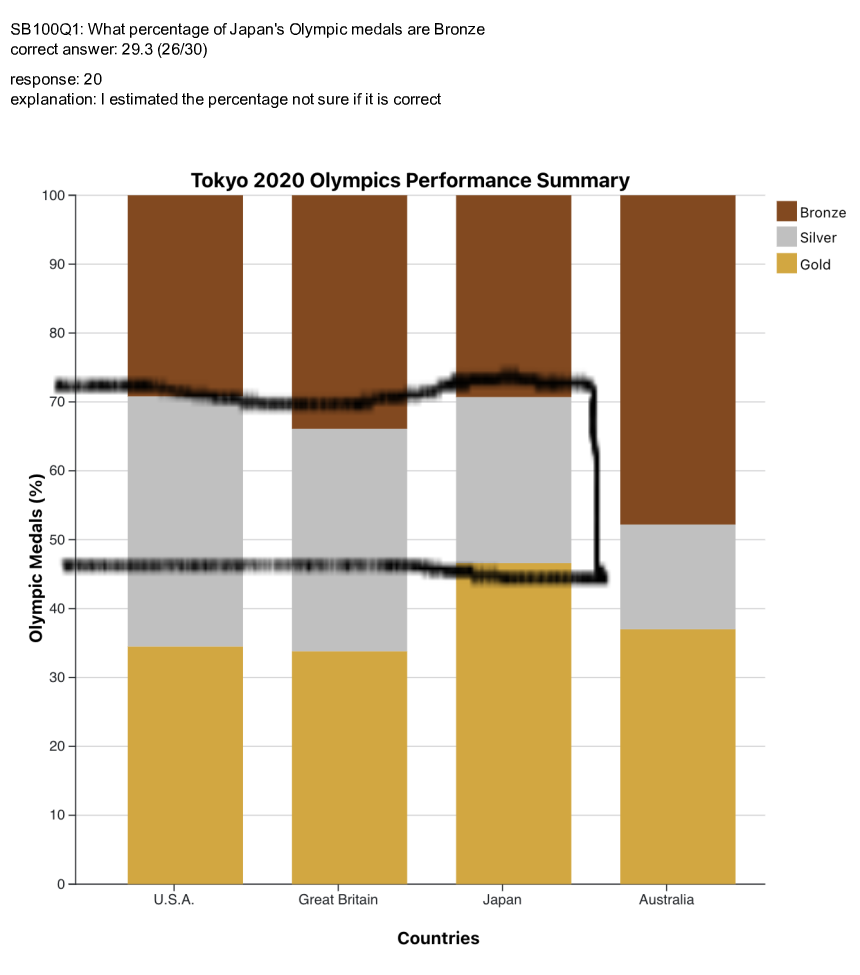 SB100Q1: What percentage of Japan's Olympic medals are Bronze
correct answer: 29.3 (26/30)
response: 20
explanation: I estimated the percentage not sure if it is correct
Tokyo 2020 Olympics Performance Summary
100
90
80
70
60
50
40
30
20
10
0
Olympic Medals (%)
Bronze
Silver
Gold
U.S.A.
Great Britain
Japan
Australia
Countries